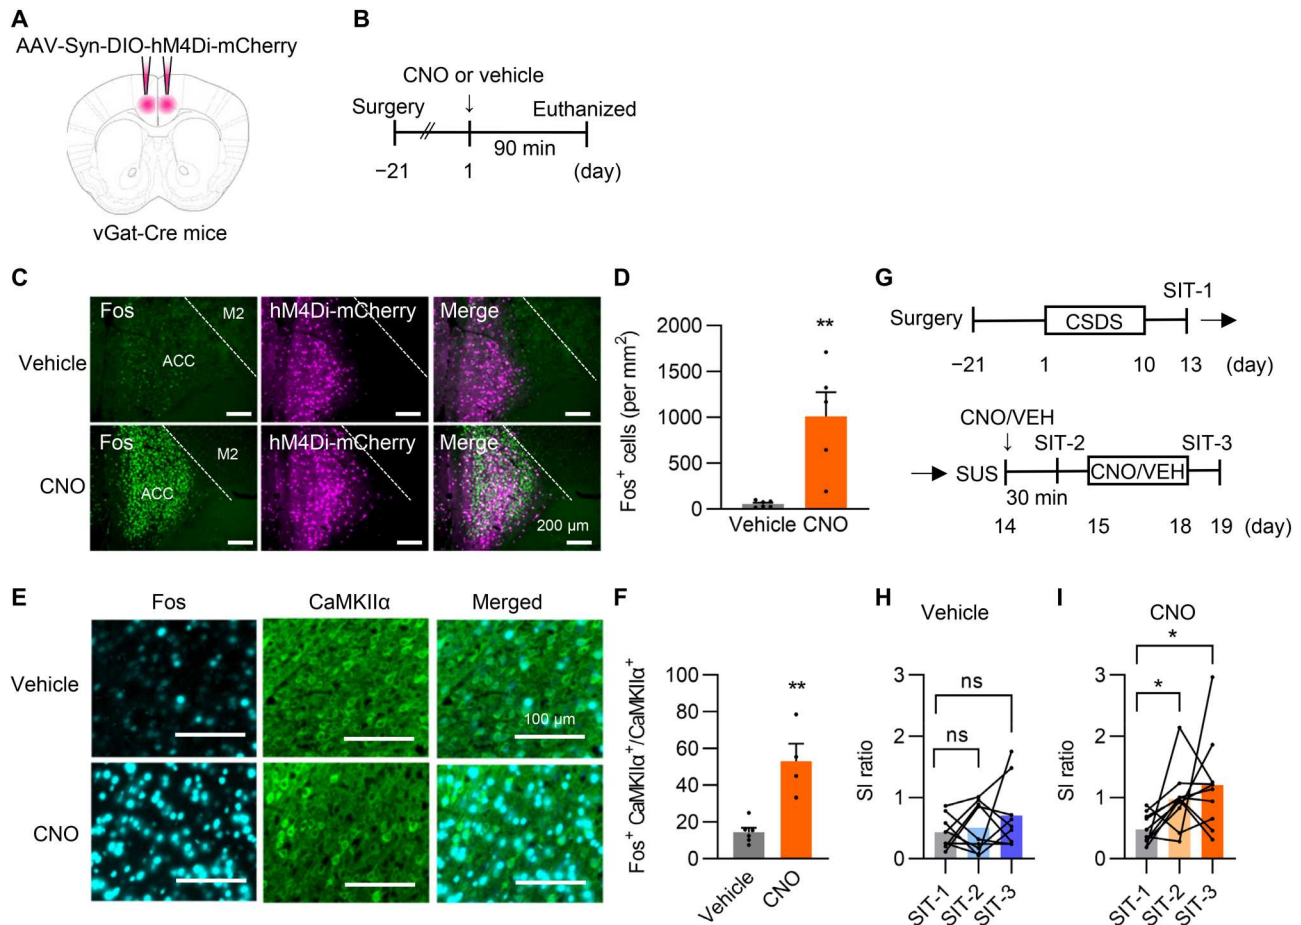 A
AAV-Syn-DIO-hM4Di-mCherry
vGat-Cre mice
B
CNO or vehicle
↓
Surgery
Euthanized
90 min
−21
1
(day)
C
Fos
M2
ACC
hM4Di-mCherry
Merge
Vehicle
Fos
M2
ACC
hM4Di-mCherry
Merge
200 µm
CNO
D
Fos⁺ cells (per mm²)
2000
1500
1000
500
0
**
Vehicle
CNO
G
SIT-1
Surgery
CSDS
−21
1
10
13
(day)
CNO/VEH
↓
SIT-2
SIT-3
SUS
CNO/VEH
30 min
14
15
18
19
(day)
E
Fos
CaMKIIα
Merged
Vehicle
100 µm
CNO
F
Fos⁺ CaMKIIα⁺/CaMKIIα⁺
100
80
60
40
20
0
**
Vehicle
CNO
H
Vehicle
SI ratio
3
2
1
0
ns
ns
SIT-1
SIT-2
SIT-3
I
CNO
SI ratio
3
2
1
0
*
*
SIT-1
SIT-2
SIT-3